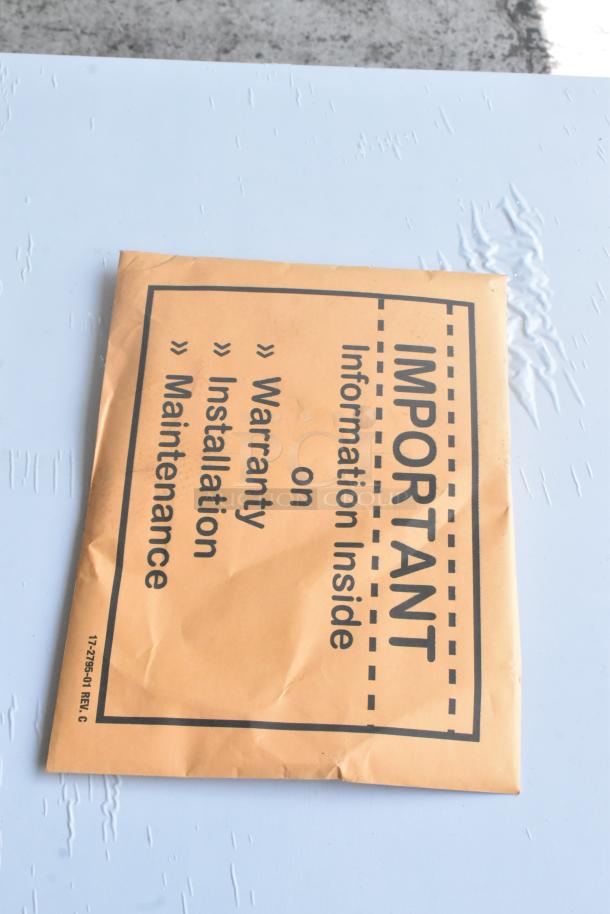 IMPORTANT
Information Inside
on
» Warranty
» Installation
» Maintenance
17-2795-01 REV. C